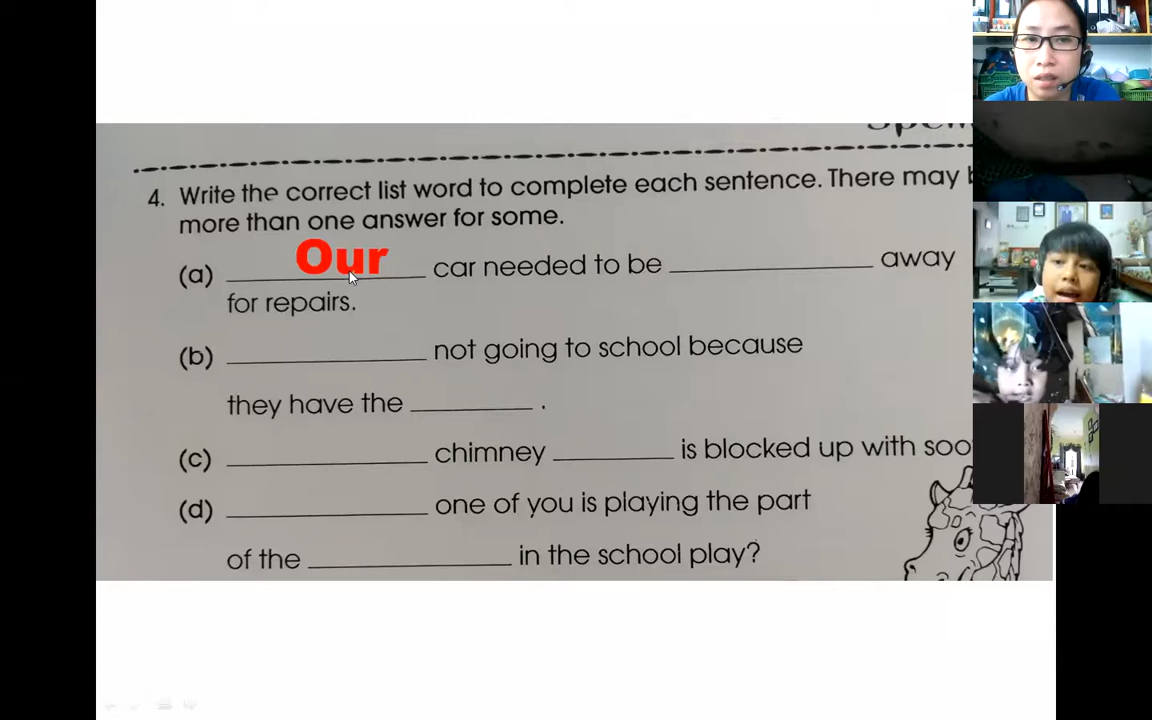 4. Write the correct list word to complete each sentence. There may
more than one answer for some.
(a) Our car needed to be away
for repairs.
(b) not going to school because
they have the .
(c) chimney is blocked up with
(d) one of you is playing the part
of the in the school play?